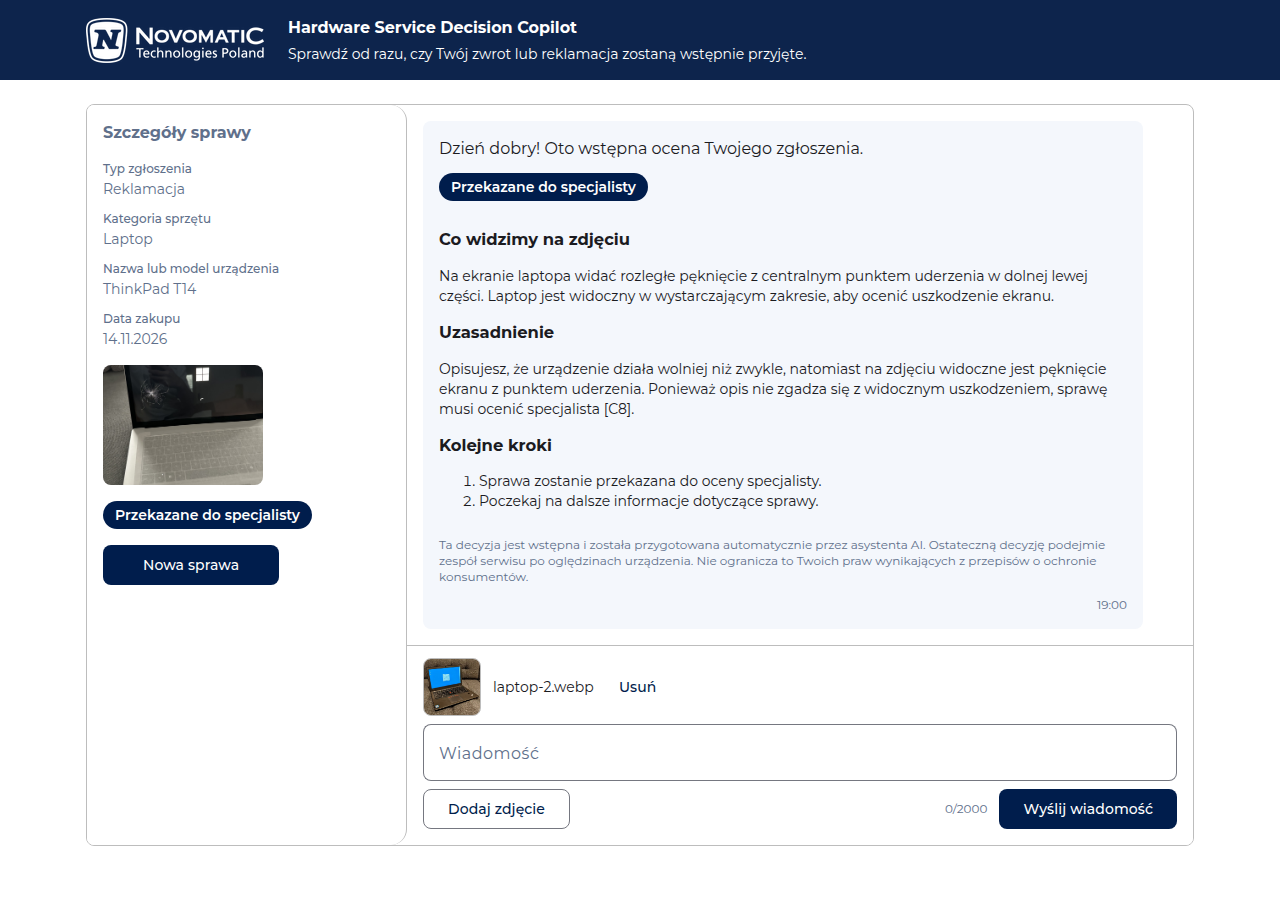 NOVOMATIC
Technologies Poland
Hardware Service Decision Copilot
Sprawdź od razu, czy Twój zwrot lub reklamacja zostaną wstępnie przyjęte.
Szczegóły sprawy
Typ zgłoszenia
Reklamacja
Kategoria sprzętu
Laptop
Nazwa lub model urządzenia
ThinkPad T14
Data zakupu
14.11.2026
Przekazane do specjalisty
Nowa sprawa
Dzień dobry! Oto wstępna ocena Twojego zgłoszenia.
Przekazane do specjalisty
Co widzimy na zdjęciu
Na ekranie laptopa widać rozległe pęknięcie z centralnym punktem uderzenia w dolnej lewej
części. Laptop jest widoczny w wystarczającym zakresie, aby ocenić uszkodzenie ekranu.
Uzasadnienie
Opisujesz, że urządzenie działa wolniej niż zwykle, natomiast na zdjęciu widoczne jest pęknięcie
ekranu z punktem uderzenia. Ponieważ opis nie zgadza się z widocznym uszkodzeniem, sprawę
musi ocenić specjalista [C8].
Kolejne kroki
1. Sprawa zostanie przekazana do oceny specjalisty.
2. Poczekaj na dalsze informacje dotyczące sprawy.
Ta decyzja jest wstępna i została przygotowana automatycznie przez asystenta AI. Ostateczną decyzję podejmie
zespół serwisu po oględzinach urządzenia. Nie ogranicza to Twoich praw wynikających z przepisów o ochronie
konsumentów.
19:00
laptop-2.webp
Usuń
Wiadomość
Dodaj zdjęcie
0/2000
Wyślij wiadomość